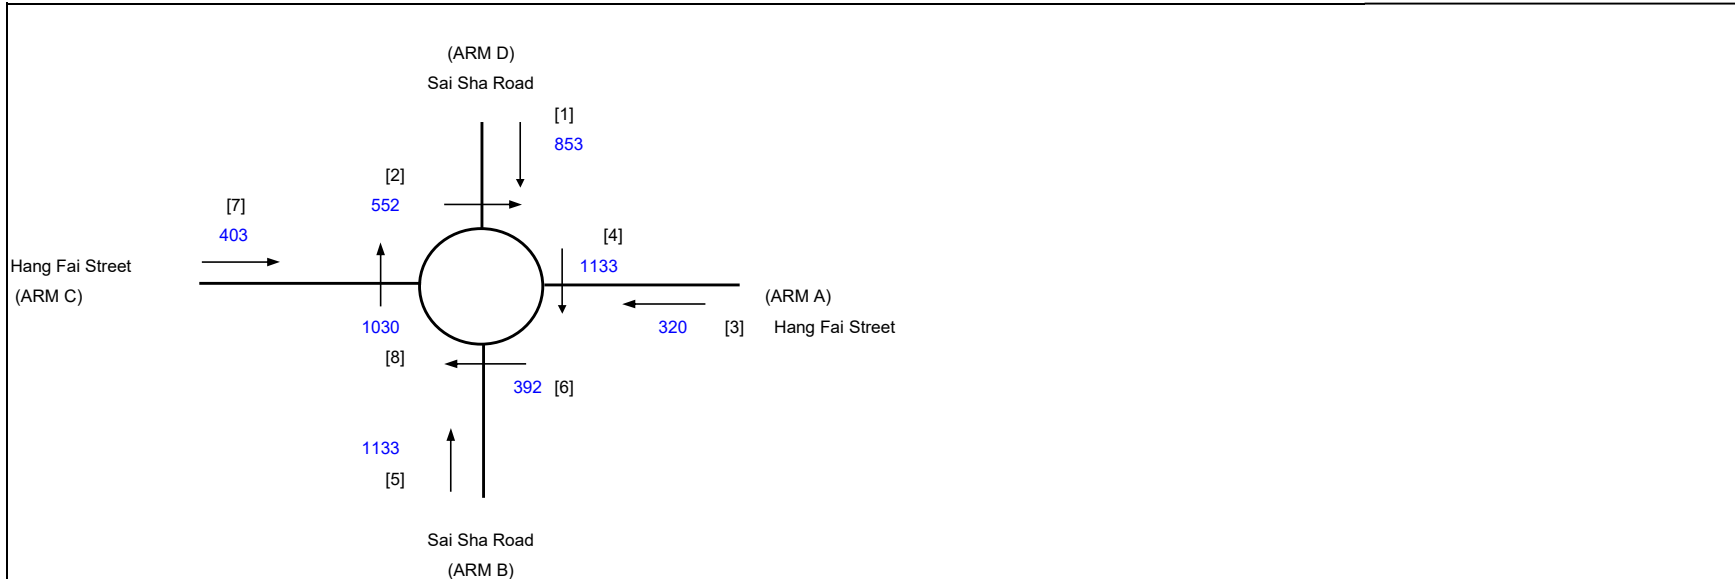 (ARM D)
Sai Sha Road
[1]
853
[2]
552
[7]
403
[4]
1133
Hang Fai Street
(ARM C)
(ARM A)
1030
320 [3] Hang Fai Street
[8]
392 [6]
1133
[5]
Sai Sha Road
(ARM B)